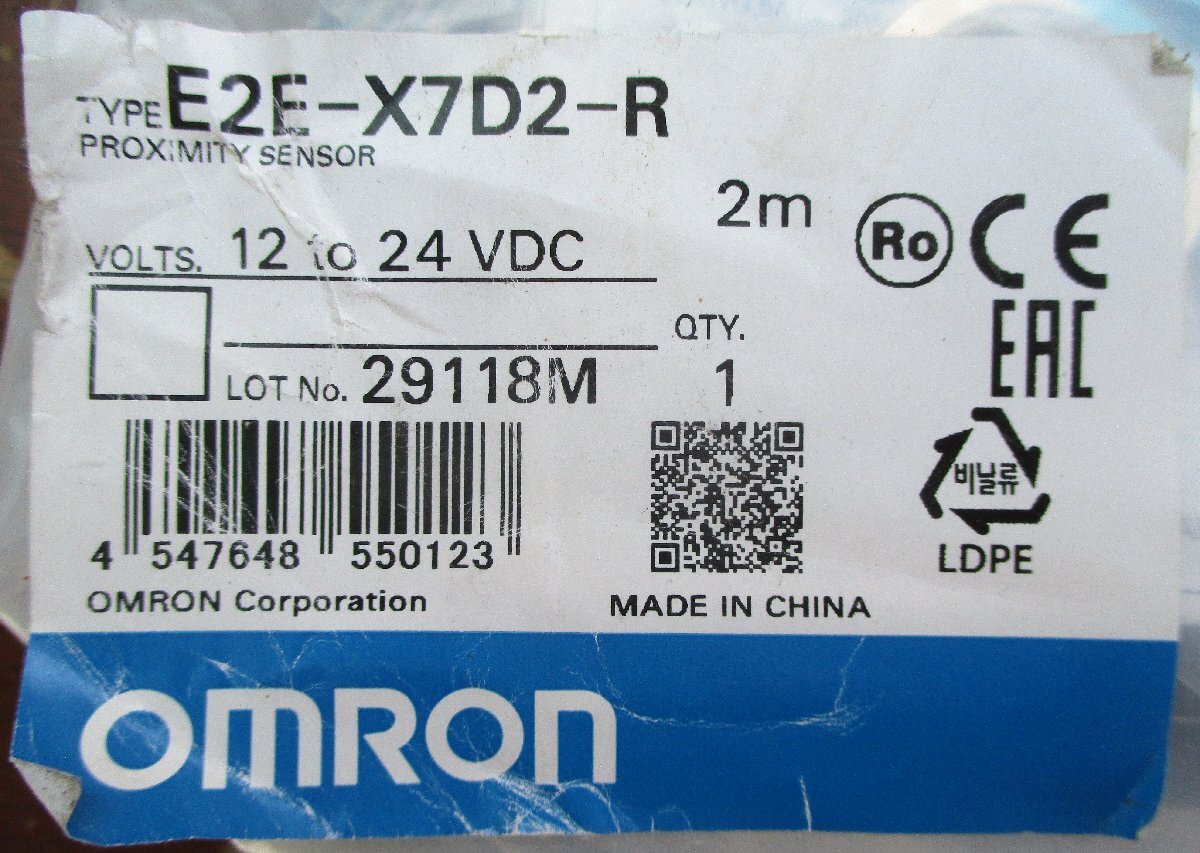 TYPE E2E-X7D2-R
PROXIMITY SENSOR
2m
VOLTS. 12 to 24 VDC
Ro CE
EAC
QTY.
LOT No. 29118M 1
비닐류
LDPE
4 547648 550123
OMRON Corporation MADE IN CHINA
OMRON